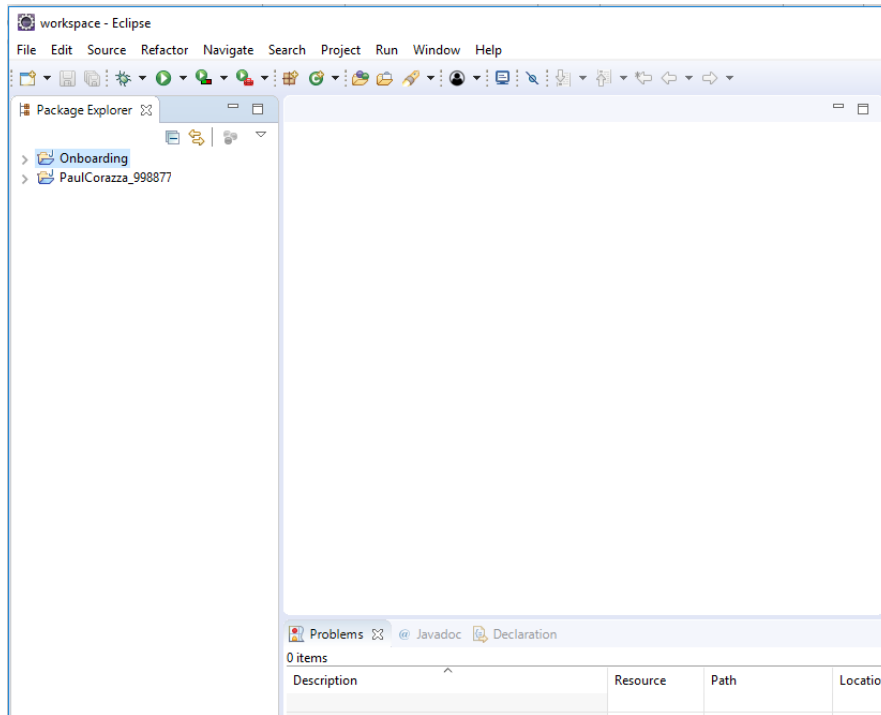 workspace - Eclipse
File Edit Source Refactor Navigate Search Project Run Window Help
Package Explorer
Onboarding
PaulCorazza_998877
Problems @ Javadoc Declaration
0 items
Description Resource Path Locatio